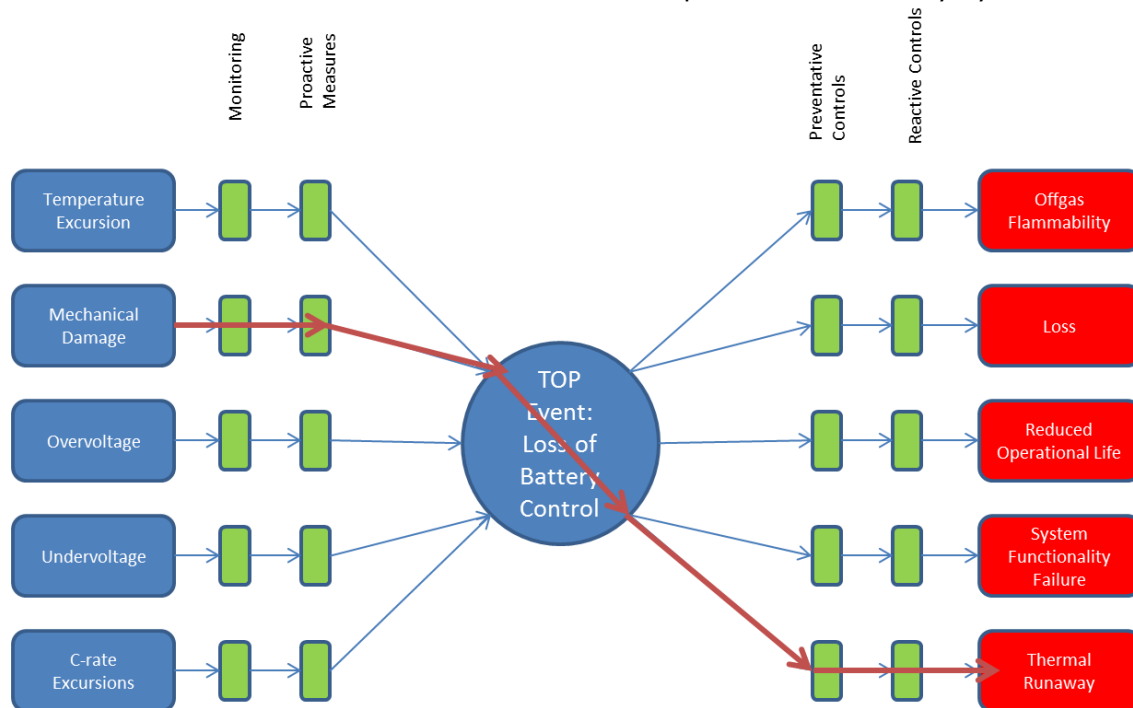 Monitoring
Proactive
Measures
Preventative
Controls
Reactive Controls
Temperature
Excursion
Offgas
Flammability
Mechanical
Damage
Loss
TOP
Event:
Loss of
Battery
Control
Overvoltage
Reduced
Operational Life
Undervoltage
System
Functionality
Failure
C-rate
Excursions
Thermal
Runaway